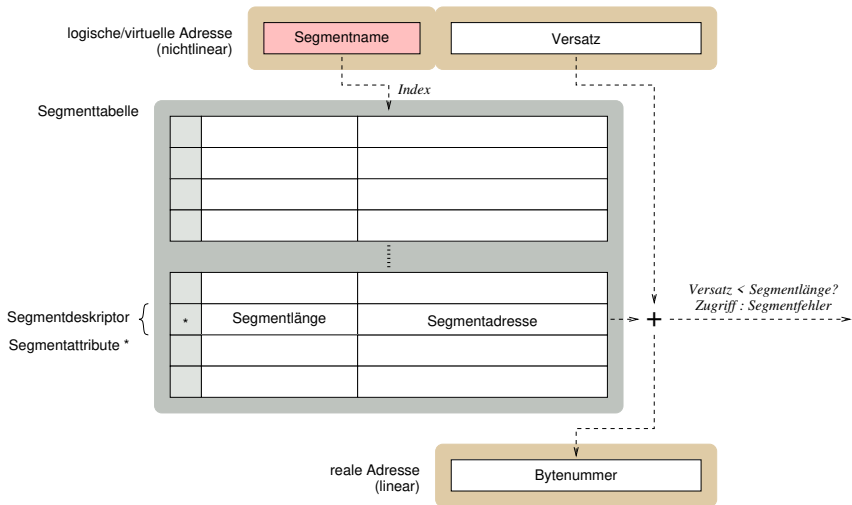 logische/virtuelle Adresse
(nichtlinear)
Segmentname
Versatz
Index
Segmenttabelle
Segmentdeskriptor
*
Segmentlänge
Segmentadresse
+
Versatz < Segmentlänge?
Zugriff : Segmentfehler
Segmentattribute *
reale Adresse
(linear)
Bytenummer